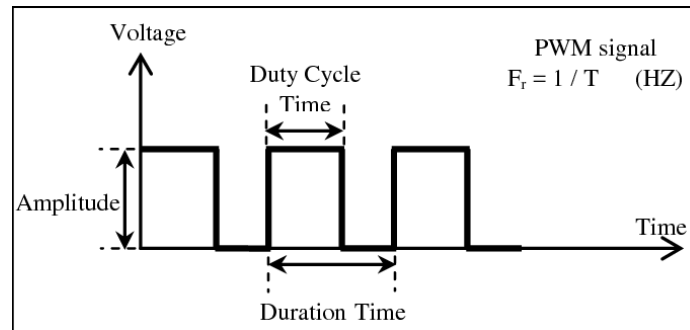 Voltage
PWM signal
F_r = 1 / T (HZ)
Duty Cycle
Time
Amplitude
Time
Duration Time